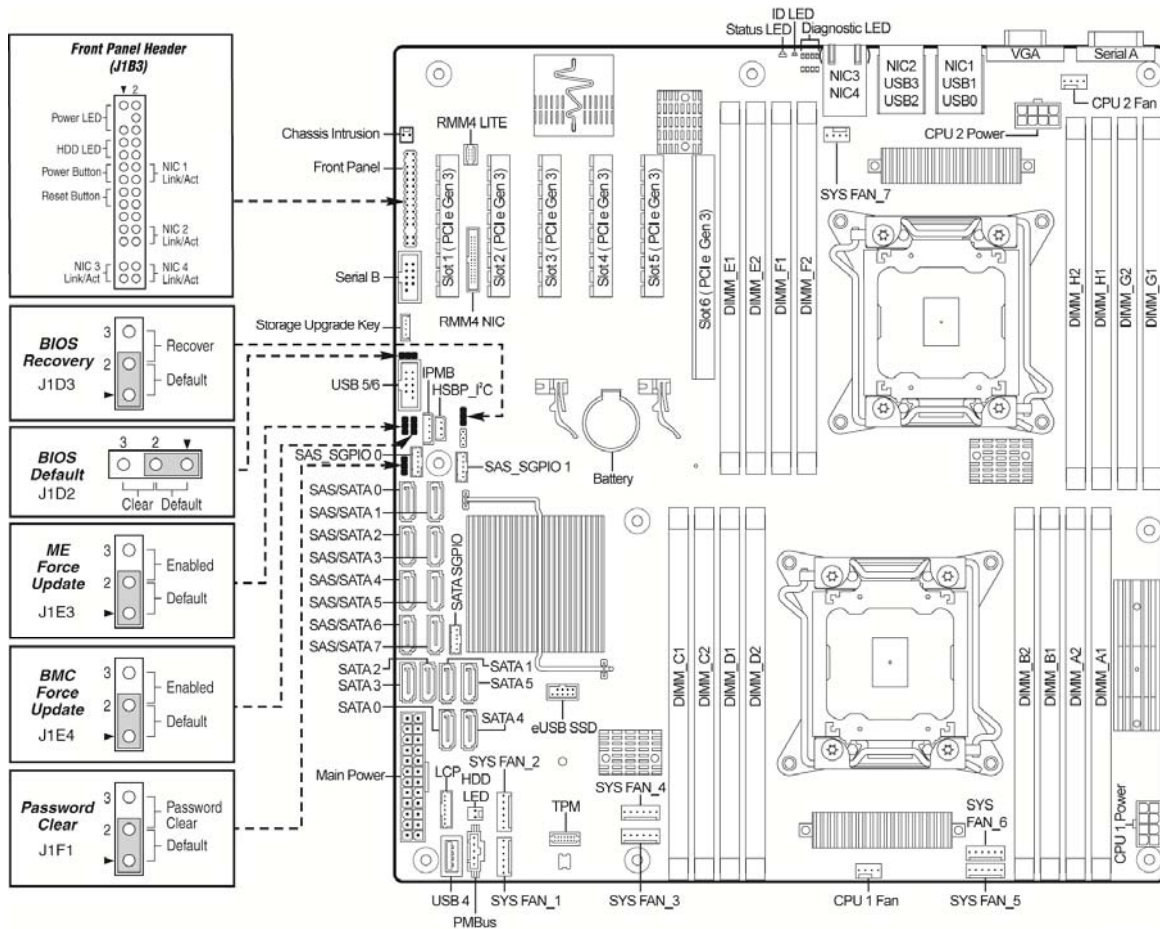 Front Panel Header
(J1B3)
2
Power LED
HDD LED
Power Button
NIC 1
Link/Act
Reset Button
NIC 2
Link/Act
NIC 3
Link/Act
NIC 4
Link/Act
BIOS
Recovery
J1D3
3
2
Recover
Default
BIOS
Default
J1D2
3
2
Clear
Default
ME
Force
Update
J1E3
3
2
Enabled
Default
BMC
Force
Update
J1E4
3
2
Enabled
Default
Password
Clear
J1F1
3
2
Password
Clear
Default
ID LED
Status LED
Diagnostic LED
NIC3
NIC4
NIC2
USB3
USB2
NIC1
USB1
USB0
VGA
Serial A
CPU 2 Fan
CPU 2 Power
SYS FAN_7
Chassis Intrusion
RMM4 LITE
Front Panel
Slot 1 ( PCI e Gen 3)
Slot 2 ( PCI e Gen 3)
Slot 3 ( PCI e Gen 3)
Slot 4 ( PCI e Gen 3)
Slot 5 ( PCI e Gen 3)
Slot 6 ( PCI e Gen 3)
DIMM_E1
DIMM_E2
DIMM_F1
DIMM_F2
DIMM_H2
DIMM_H1
DIMM_G2
DIMM_G1
Serial B
RMM4 NIC
Storage Upgrade Key
USB 5/6
IPMB
HSBP_I²C
SAS_SGPIO 0
SAS_SGPIO 1
Battery
SAS/SATA 0
SAS/SATA 1
SAS/SATA 2
SAS/SATA 3
SAS/SATA 4
SAS/SATA 5
SAS/SATA 6
SAS/SATA 7
SATA SGPIO
SATA 2
SATA 1
SATA 3
SATA 5
SATA 0
SATA 4
eUSB SSD
DIMM_C1
DIMM_C2
DIMM_D1
DIMM_D2
DIMM_B2
DIMM_B1
DIMM_A2
DIMM_A1
Main Power
LCP
HDD
LED
SYS FAN_2
TPM
SYS FAN_4
SYS
FAN_6
CPU 1 Power
USB 4
PMBus
SYS FAN_1
SYS FAN_3
CPU 1 Fan
SYS FAN_5